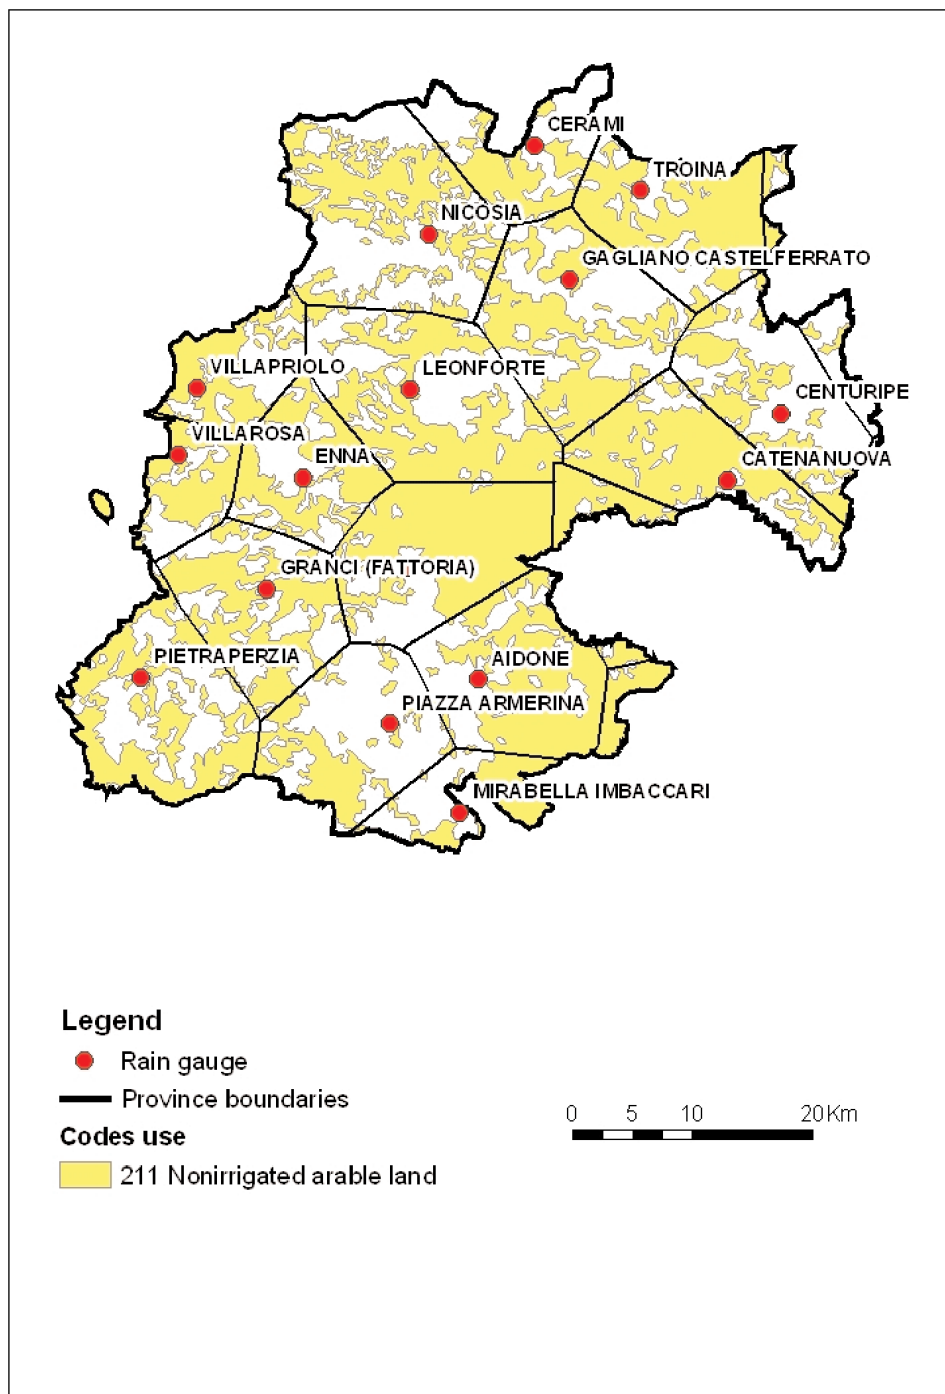 CERAMI
TROINA
NICOSIA
GAGLIANO CASTELFERRATO
VILLAPRIOLO
LEONFORTE
CENTURIPE
VILLAROSA
ENNA
CATENANUOVA
GRANCI (FATTORIA)
PIETRAPERZIA
AIDONE
PIAZZA ARMERINA
MIRABELLA IMBACCARI
Legend
Rain gauge
Province boundaries
Codes use
211 Nonirrigated arable land
0 5 10 20Km